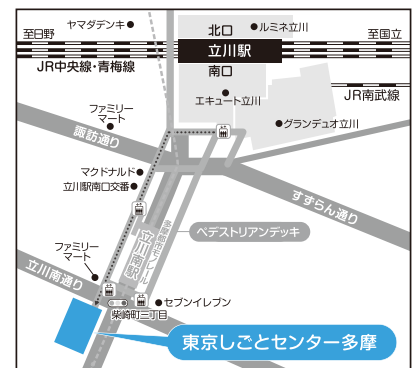 ヤマダデンキ
北口
ルミネ立川
至日野
立川駅
至国立
JR中央線・青梅線
南口
JR南武線
エキュート立川
ファミリー
マート
グランデュオ立川
諏訪通り
マクドナルド
立川駅南口交番
すずらん通り
多摩都市モノレール
立川南駅
ペデストリアンデッキ
ファミリー
マート
立川南通り
セブンイレブン
柴崎町三丁目
東京しごとセンター多摩